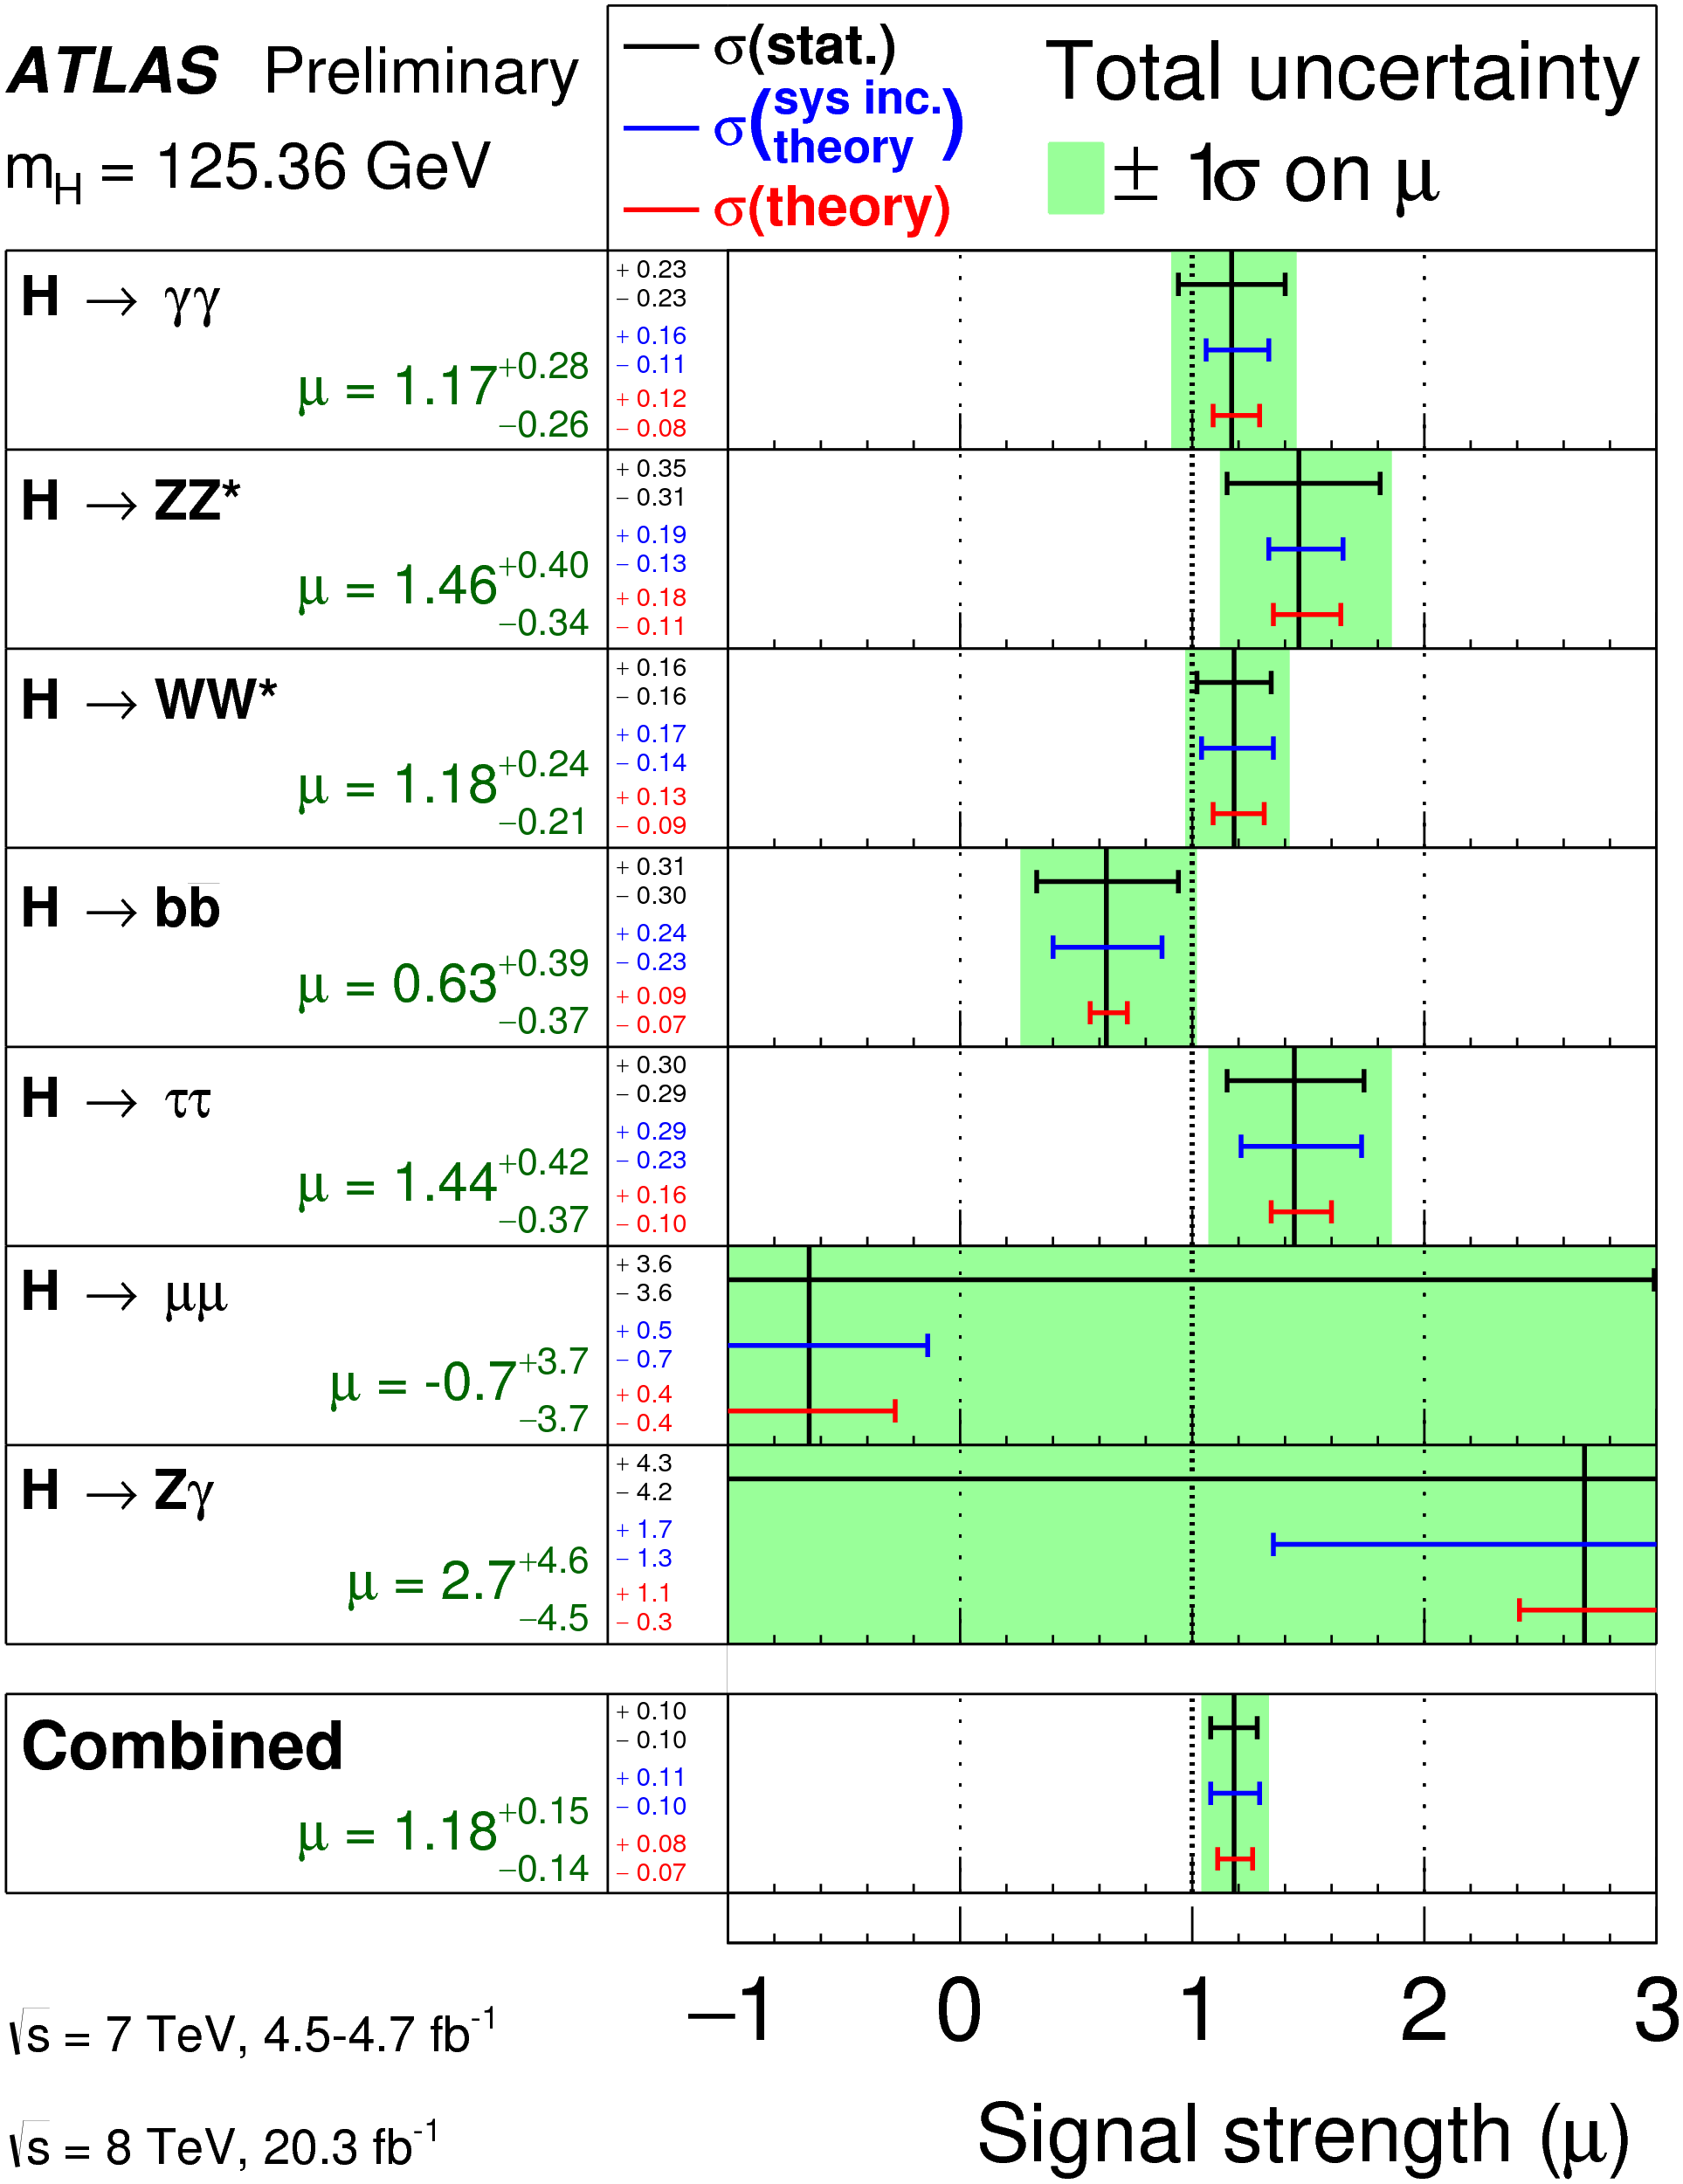 ATLAS Preliminary
m_H = 125.36 GeV
σ(stat.)
σ(sys inc. theory)
σ(theory)
Total uncertainty
± 1σ on μ
H → γγ
μ = 1.17 +0.28 −0.26
+ 0.23
− 0.23
+ 0.16
− 0.11
+ 0.12
− 0.08
H → ZZ*
μ = 1.46 +0.40 −0.34
+ 0.35
− 0.31
+ 0.19
− 0.13
+ 0.18
− 0.11
H → WW*
μ = 1.18 +0.24 −0.21
+ 0.16
− 0.16
+ 0.17
− 0.14
+ 0.13
− 0.09
H → bb̅
μ = 0.63 +0.39 −0.37
+ 0.31
− 0.30
+ 0.24
− 0.23
+ 0.09
− 0.07
H → ττ
μ = 1.44 +0.42 −0.37
+ 0.30
− 0.29
+ 0.29
− 0.23
+ 0.16
− 0.10
H → μμ
μ = -0.7 +3.7 −3.7
+ 3.6
− 3.6
+ 0.5
− 0.7
+ 0.4
− 0.4
H → Zγ
μ = 2.7 +4.6 −4.5
+ 4.3
− 4.2
+ 1.7
− 1.3
+ 1.1
− 0.3
Combined
μ = 1.18 +0.15 −0.14
+ 0.10
− 0.10
+ 0.11
− 0.10
+ 0.08
− 0.07
−1 0 1 2 3
√s = 7 TeV, 4.5-4.7 fb⁻¹
√s = 8 TeV, 20.3 fb⁻¹
Signal strength (μ)